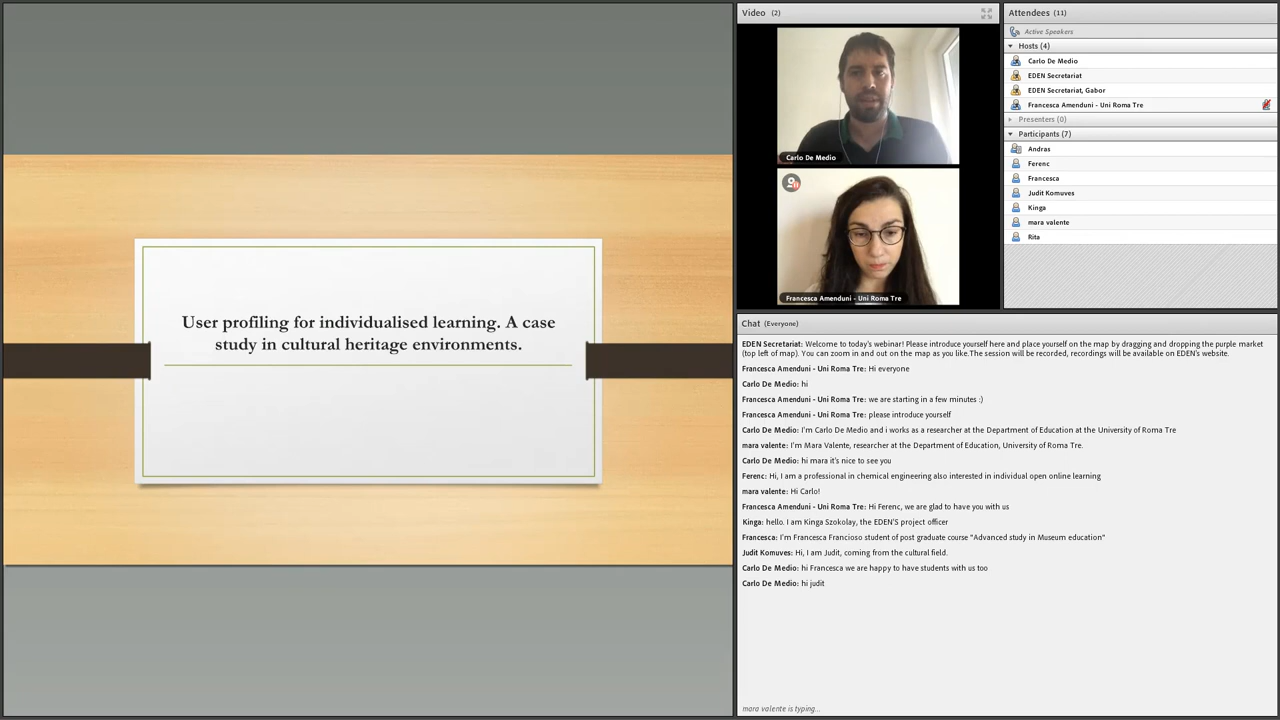 User profiling for individualised learning. A case
study in cultural heritage environments.
Video (2)
Carlo De Medio
Francesca Amenduni - Uni Roma Tre
Attendees (11)
Active Speakers
Hosts (4)
Carlo De Medio
EDEN Secretariat
EDEN Secretariat, Gabor
Francesca Amenduni - Uni Roma Tre
Presenters (0)
Participants (7)
Andras
Ferenc
Francesca
Judit Komuves
Kinga
mara valente
Rita
Chat (Everyone)
EDEN Secretariat: Welcome to today's webinar! Please introduce yourself here and place yourself on the map by dragging and dropping the purple market
(top left of map). You can zoom in and out on the map as you like.The session will be recorded, recordings will be available on EDEN's website.
Francesca Amenduni - Uni Roma Tre: Hi everyone
Carlo De Medio: hi
Francesca Amenduni - Uni Roma Tre: we are starting in a few minutes :)
Francesca Amenduni - Uni Roma Tre: please introduce yourself
Carlo De Medio: I'm Carlo De Medio and i works as a researcher at the Department of Education at the University of Roma Tre
mara valente: I'm Mara Valente, researcher at the Department of Education, University of Roma Tre.
Carlo De Medio: hi mara it's nice to see you
Ferenc: Hi, I am a professional in chemical engineering also interested in individual open online learning
mara valente: Hi Carlo!
Francesca Amenduni - Uni Roma Tre: Hi Ferenc, we are glad to have you with us
Kinga: hello. I am Kinga Szokolay, the EDEN'S project officer
Francesca: I'm Francesca Francioso student of post graduate course "Advanced study in Museum education"
Judit Komuves: Hi, I am Judit, coming from the cultural field.
Carlo De Medio: hi Francesca we are happy to have students with us too
Carlo De Medio: hi judit
mara valente is typing...